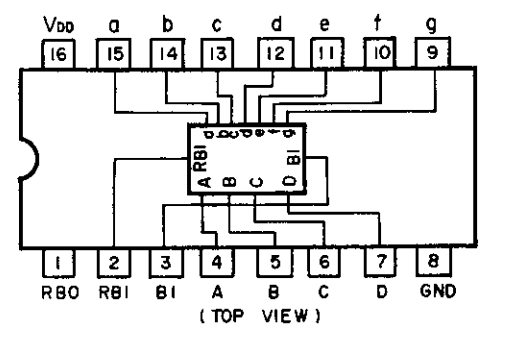 VDD a b c d e f g
16 15 14 13 12 11 10 9
a b c d e f g
RBI BI
A B C D
1 2 3 4 5 6 7 8
RBO RBI BI A B C D GND
(TOP VIEW)